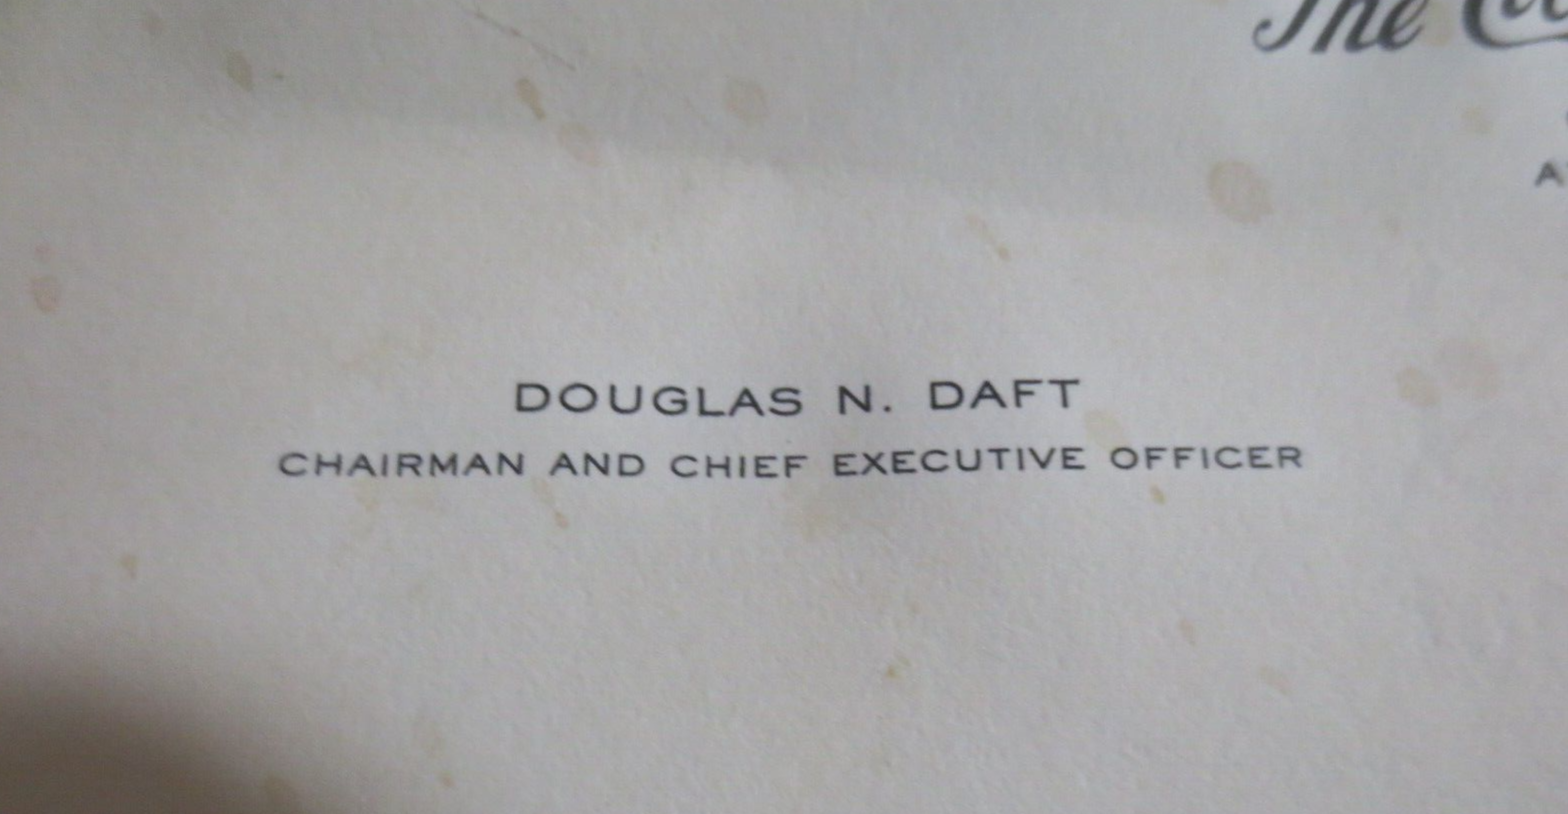 The
A
DOUGLAS N. DAFT
CHAIRMAN AND CHIEF EXECUTIVE OFFICER